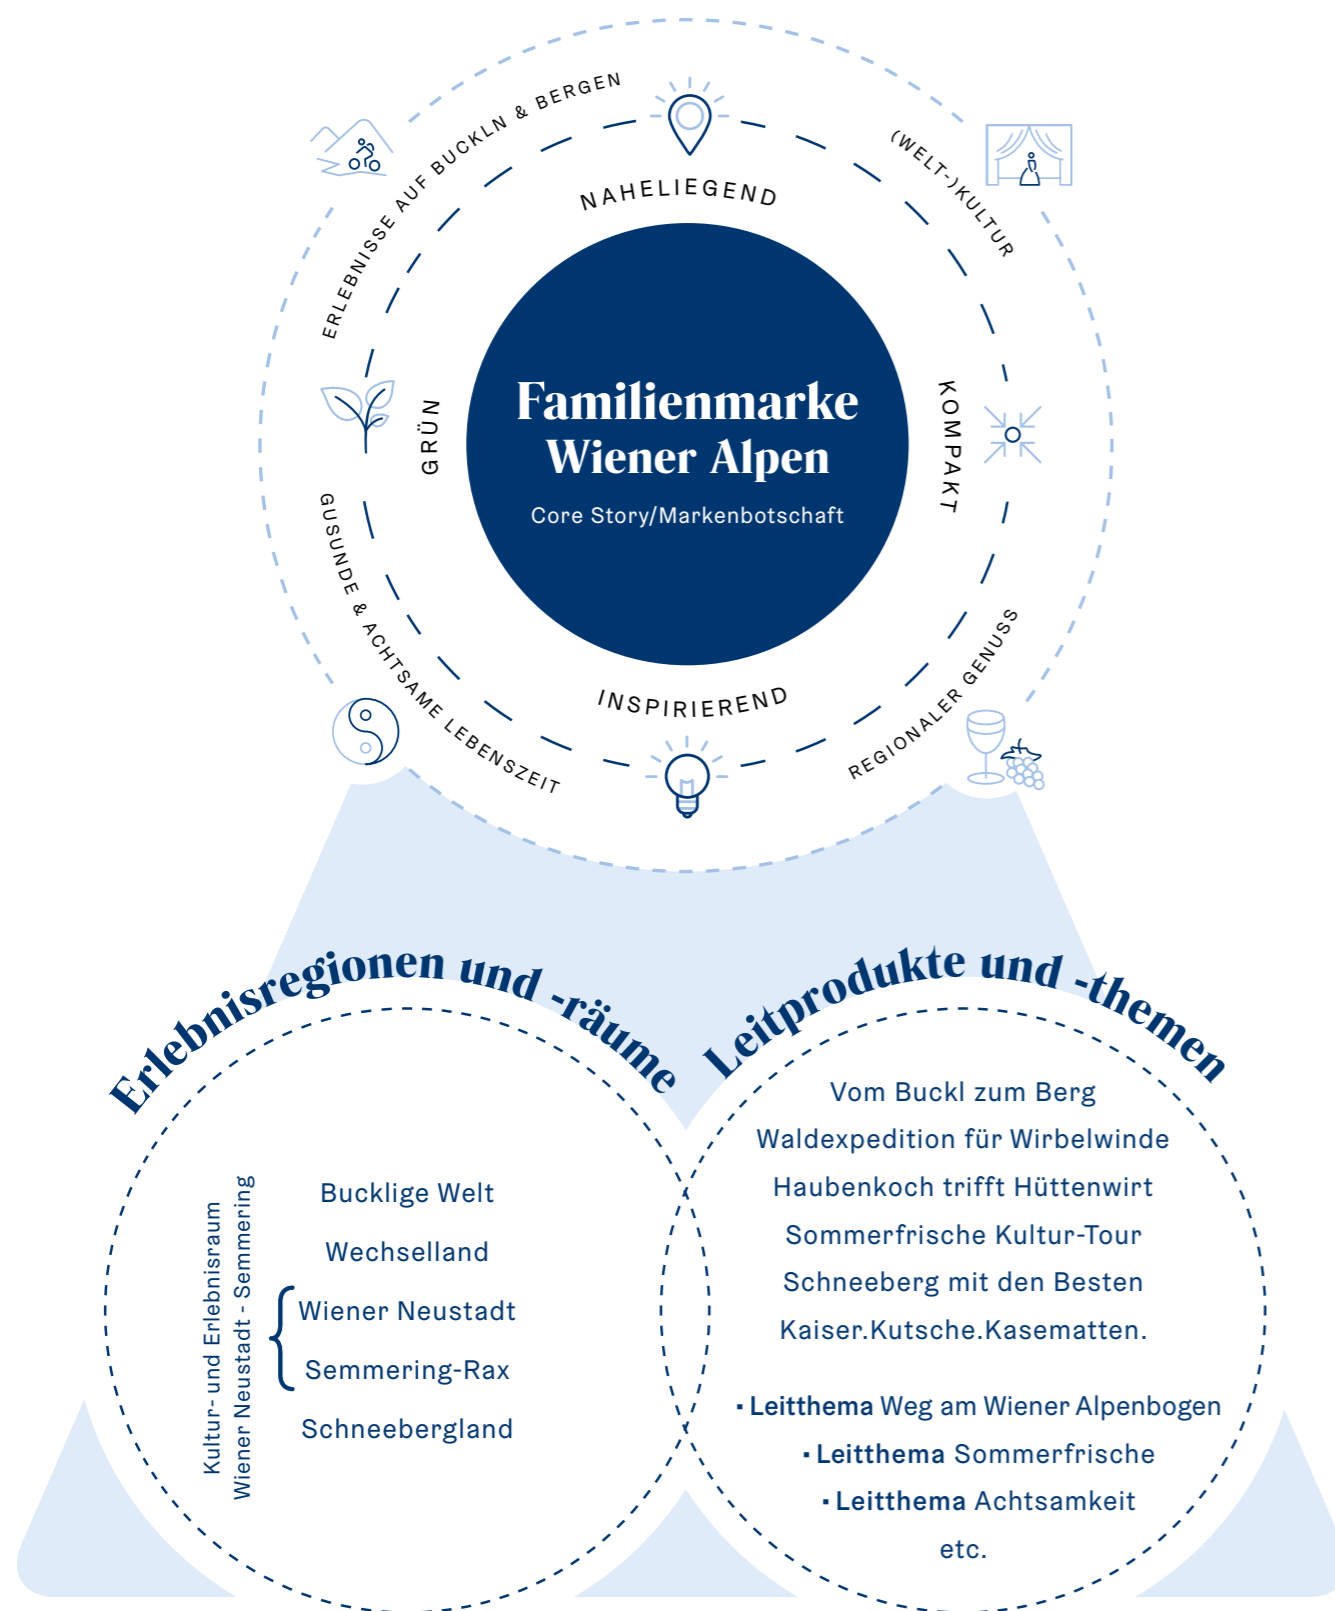 ERLEBNISSE AUF BUCKLN & BERGEN
(WELT-)KULTUR
NAHELIEGEND
GRÜN
Familienmarke
Wiener Alpen
Core Story/Markenbotschaft
KOMPAKT
GUSUNDE & ACHTSAME LEBENSZEIT
INSPIRIEREND
REGIONALER GENUSS
Erlebnisregionen und -räume
Kultur- und Erlebnisraum
Wiener Neustadt - Semmering
Bucklige Welt
Wechselland
Wiener Neustadt
Semmering-Rax
Schneebergland
Leitprodukte und -themen
Vom Buckl zum Berg
Waldexpedition für Wirbelwinde
Haubenkoch trifft Hüttenwirt
Sommerfrische Kultur-Tour
Schneeberg mit den Besten
Kaiser.Kutsche.Kasematten.
▪ Leitthema Weg am Wiener Alpenbogen
▪ Leitthema Sommerfrische
▪ Leitthema Achtsamkeit
etc.